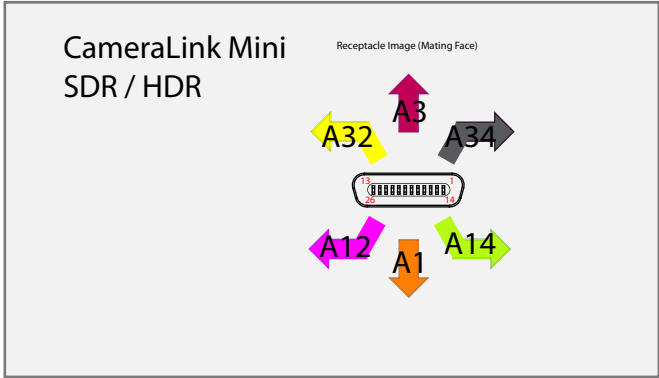 CameraLink Mini
SDR / HDR
Receptacle Image (Mating Face)
A3
A32
A34
13
1
26
14
A12
A1
A14